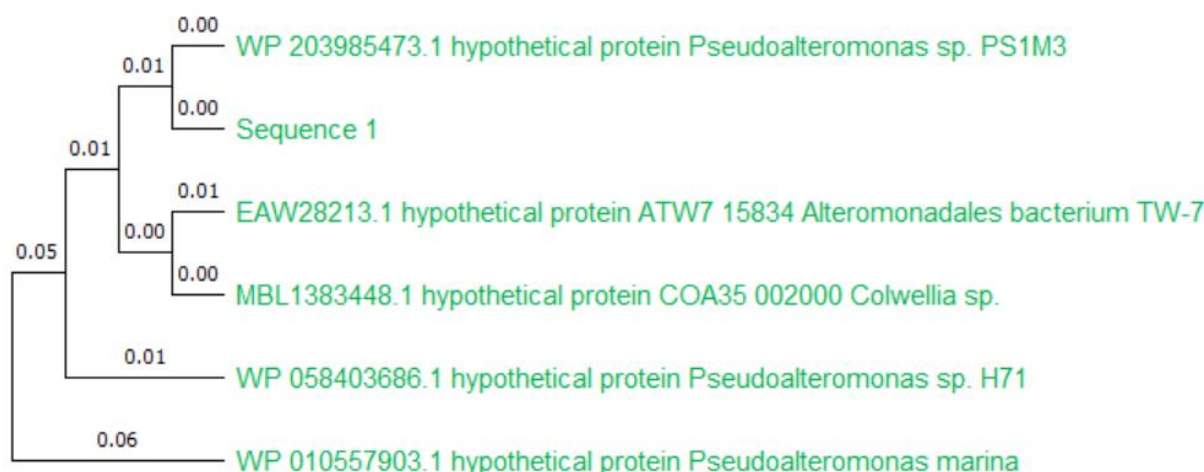 0.00
WP 203985473.1 hypothetical protein Pseudoalteromonas sp. PS1M3
0.01
0.00
Sequence 1
0.01
0.01
EAW28213.1 hypothetical protein ATW7 15834 Alteromonadales bacterium TW-7
0.00
0.05
0.00
MBL1383448.1 hypothetical protein COA35 002000 Colwellia sp.
0.01
WP 058403686.1 hypothetical protein Pseudoalteromonas sp. H71
0.06
WP 010557903.1 hypothetical protein Pseudoalteromonas marina